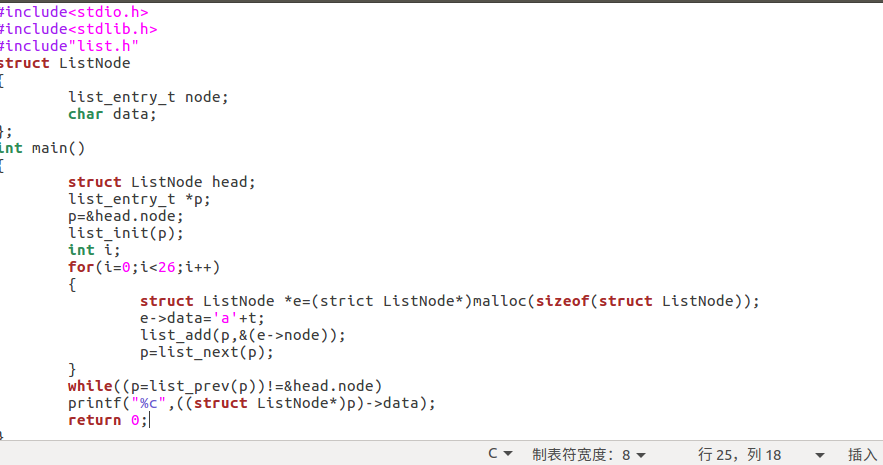 #include<stdio.h>
#include<stdlib.h>
#include"list.h"
struct ListNode
{
        list_entry_t node;
        char data;
};
int main()
{
        struct ListNode head;
        list_entry_t *p;
        p=&head.node;
        list_init(p);
        int i;
        for(i=0;i<26;i++)
        {
                struct ListNode *e=(strict ListNode*)malloc(sizeof(struct ListNode));
                e->data='a'+t;
                list_add(p,&(e->node));
                p=list_next(p);
        }
        while((p=list_prev(p))!=&head.node)
        printf("%c",((struct ListNode*)p)->data);
        return 0;
}
C 制表符宽度：8 行 25，列 18 插入